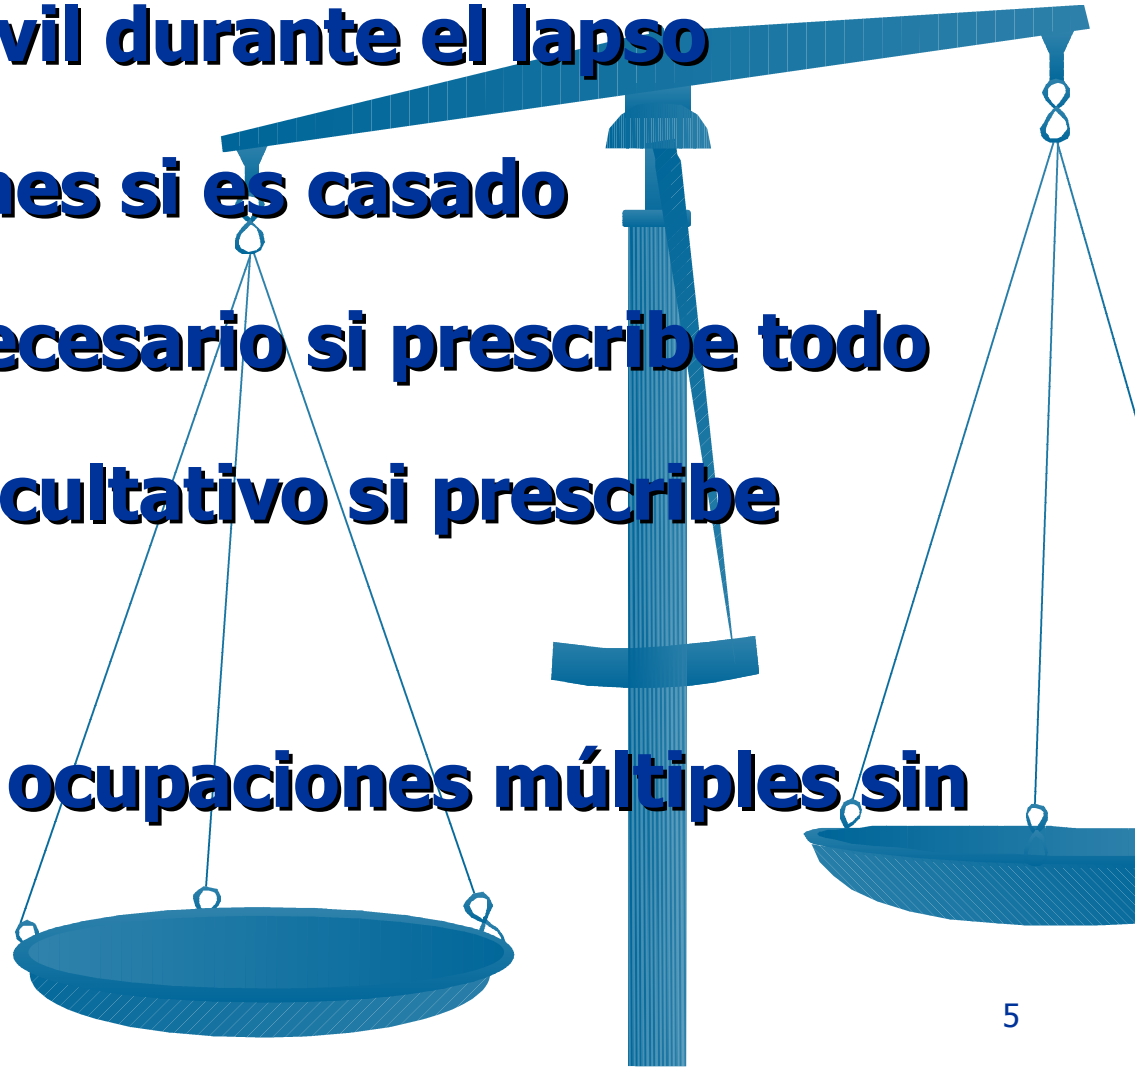 vil durante el lapso
nes si es casado
ecesario si prescribe todo
cultativo si prescribe
ocupaciones múltiples sin
5